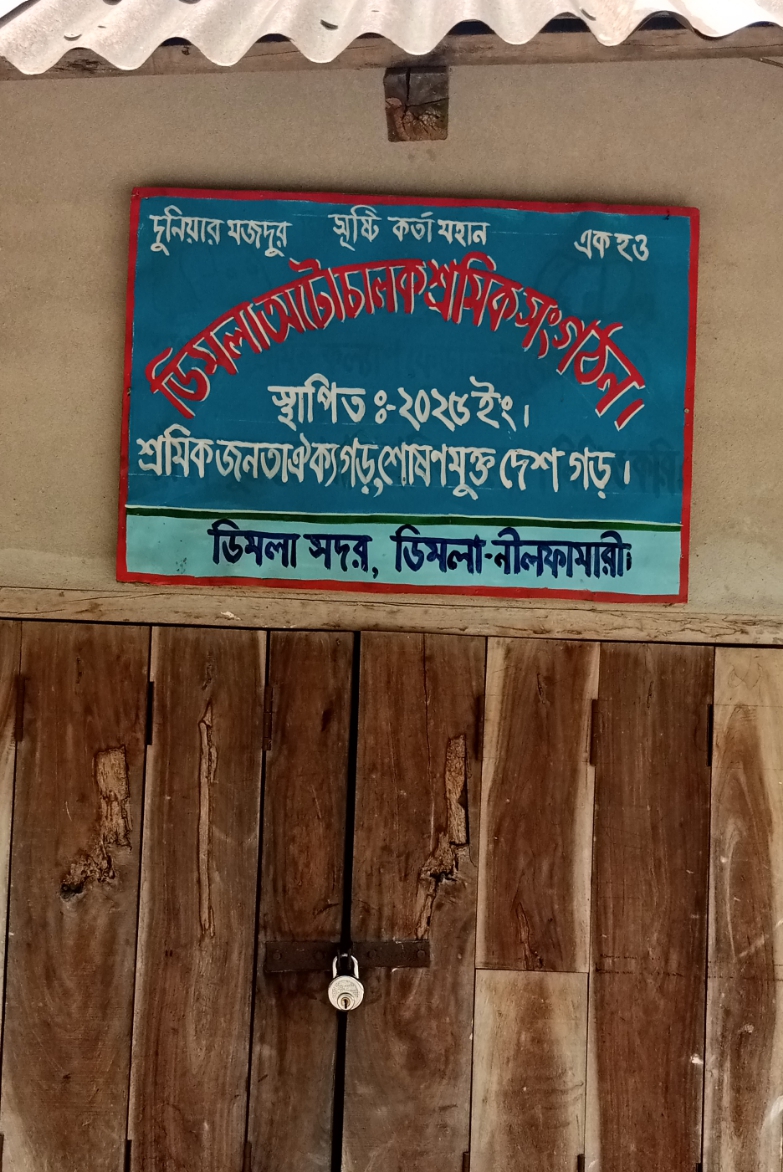 দুনিয়ার মজদুর সৃষ্টি কর্তা মহান এক হও
ডিমলা অটো চালক শ্রমিক সংগঠন।
স্থাপিত ঃ-২০২৫ ইং।
শ্রমিক জনতা ঐক্য গড়, শোষণ মুক্ত দেশ গড়।
ডিমলা সদর, ডিমলা-নীলফামারী।